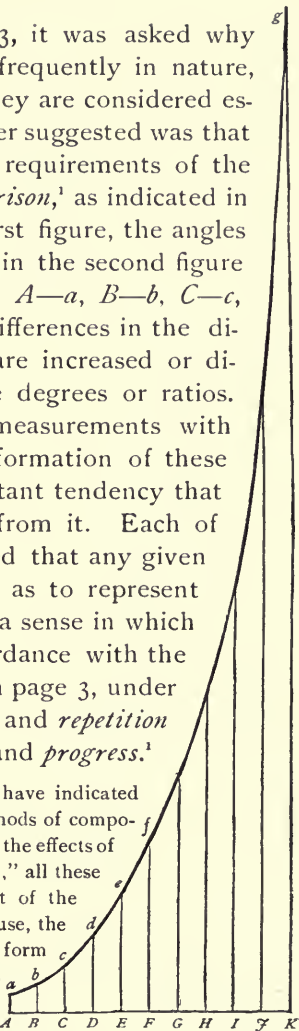 g
3, it was asked why
frequently in nature,
ey are considered es-
er suggested was that
requirements of the
rison,¹ as indicated in
rst figure, the angles
in the second figure
A—a, B—b, C—c,
ifferences in the di-
are increased or di-
e degrees or ratios.
measurements with
formation of these
tant tendency that
from it. Each of
d that any given
as to represent
a sense in which
rdance with the
n page 3, under
and repetition
and progress.¹
have indicated
hods of compo-
f
the effects of
," all these
e
t of the
use, the
d
form
c
b
a
A B C D E F G H I J K